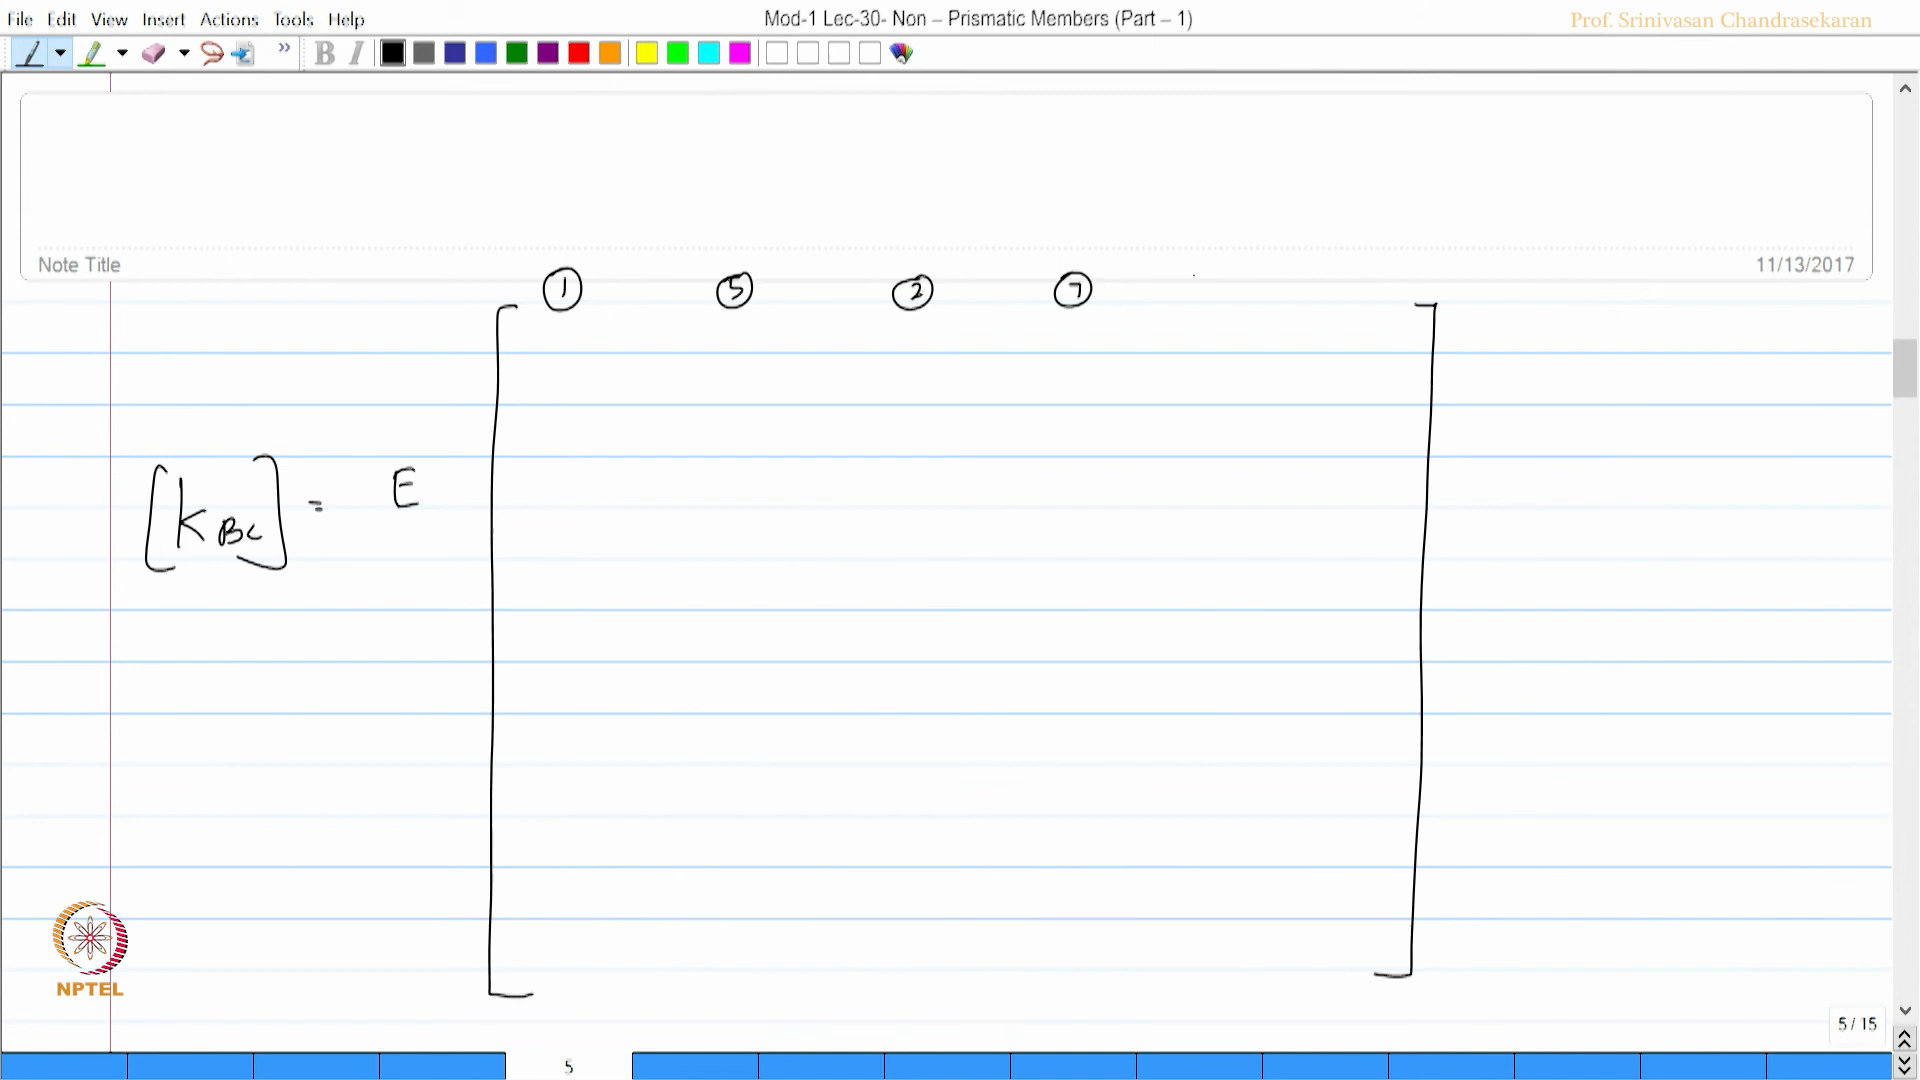 File Edit View Insert Actions Tools Help
Mod-1 Lec-30- Non – Prismatic Members (Part – 1)
Prof. Srinivasan Chandrasekaran
B I
Note Title
11/13/2017
1 5 2 7
[K BC] = E
NPTEL
5 / 15
5